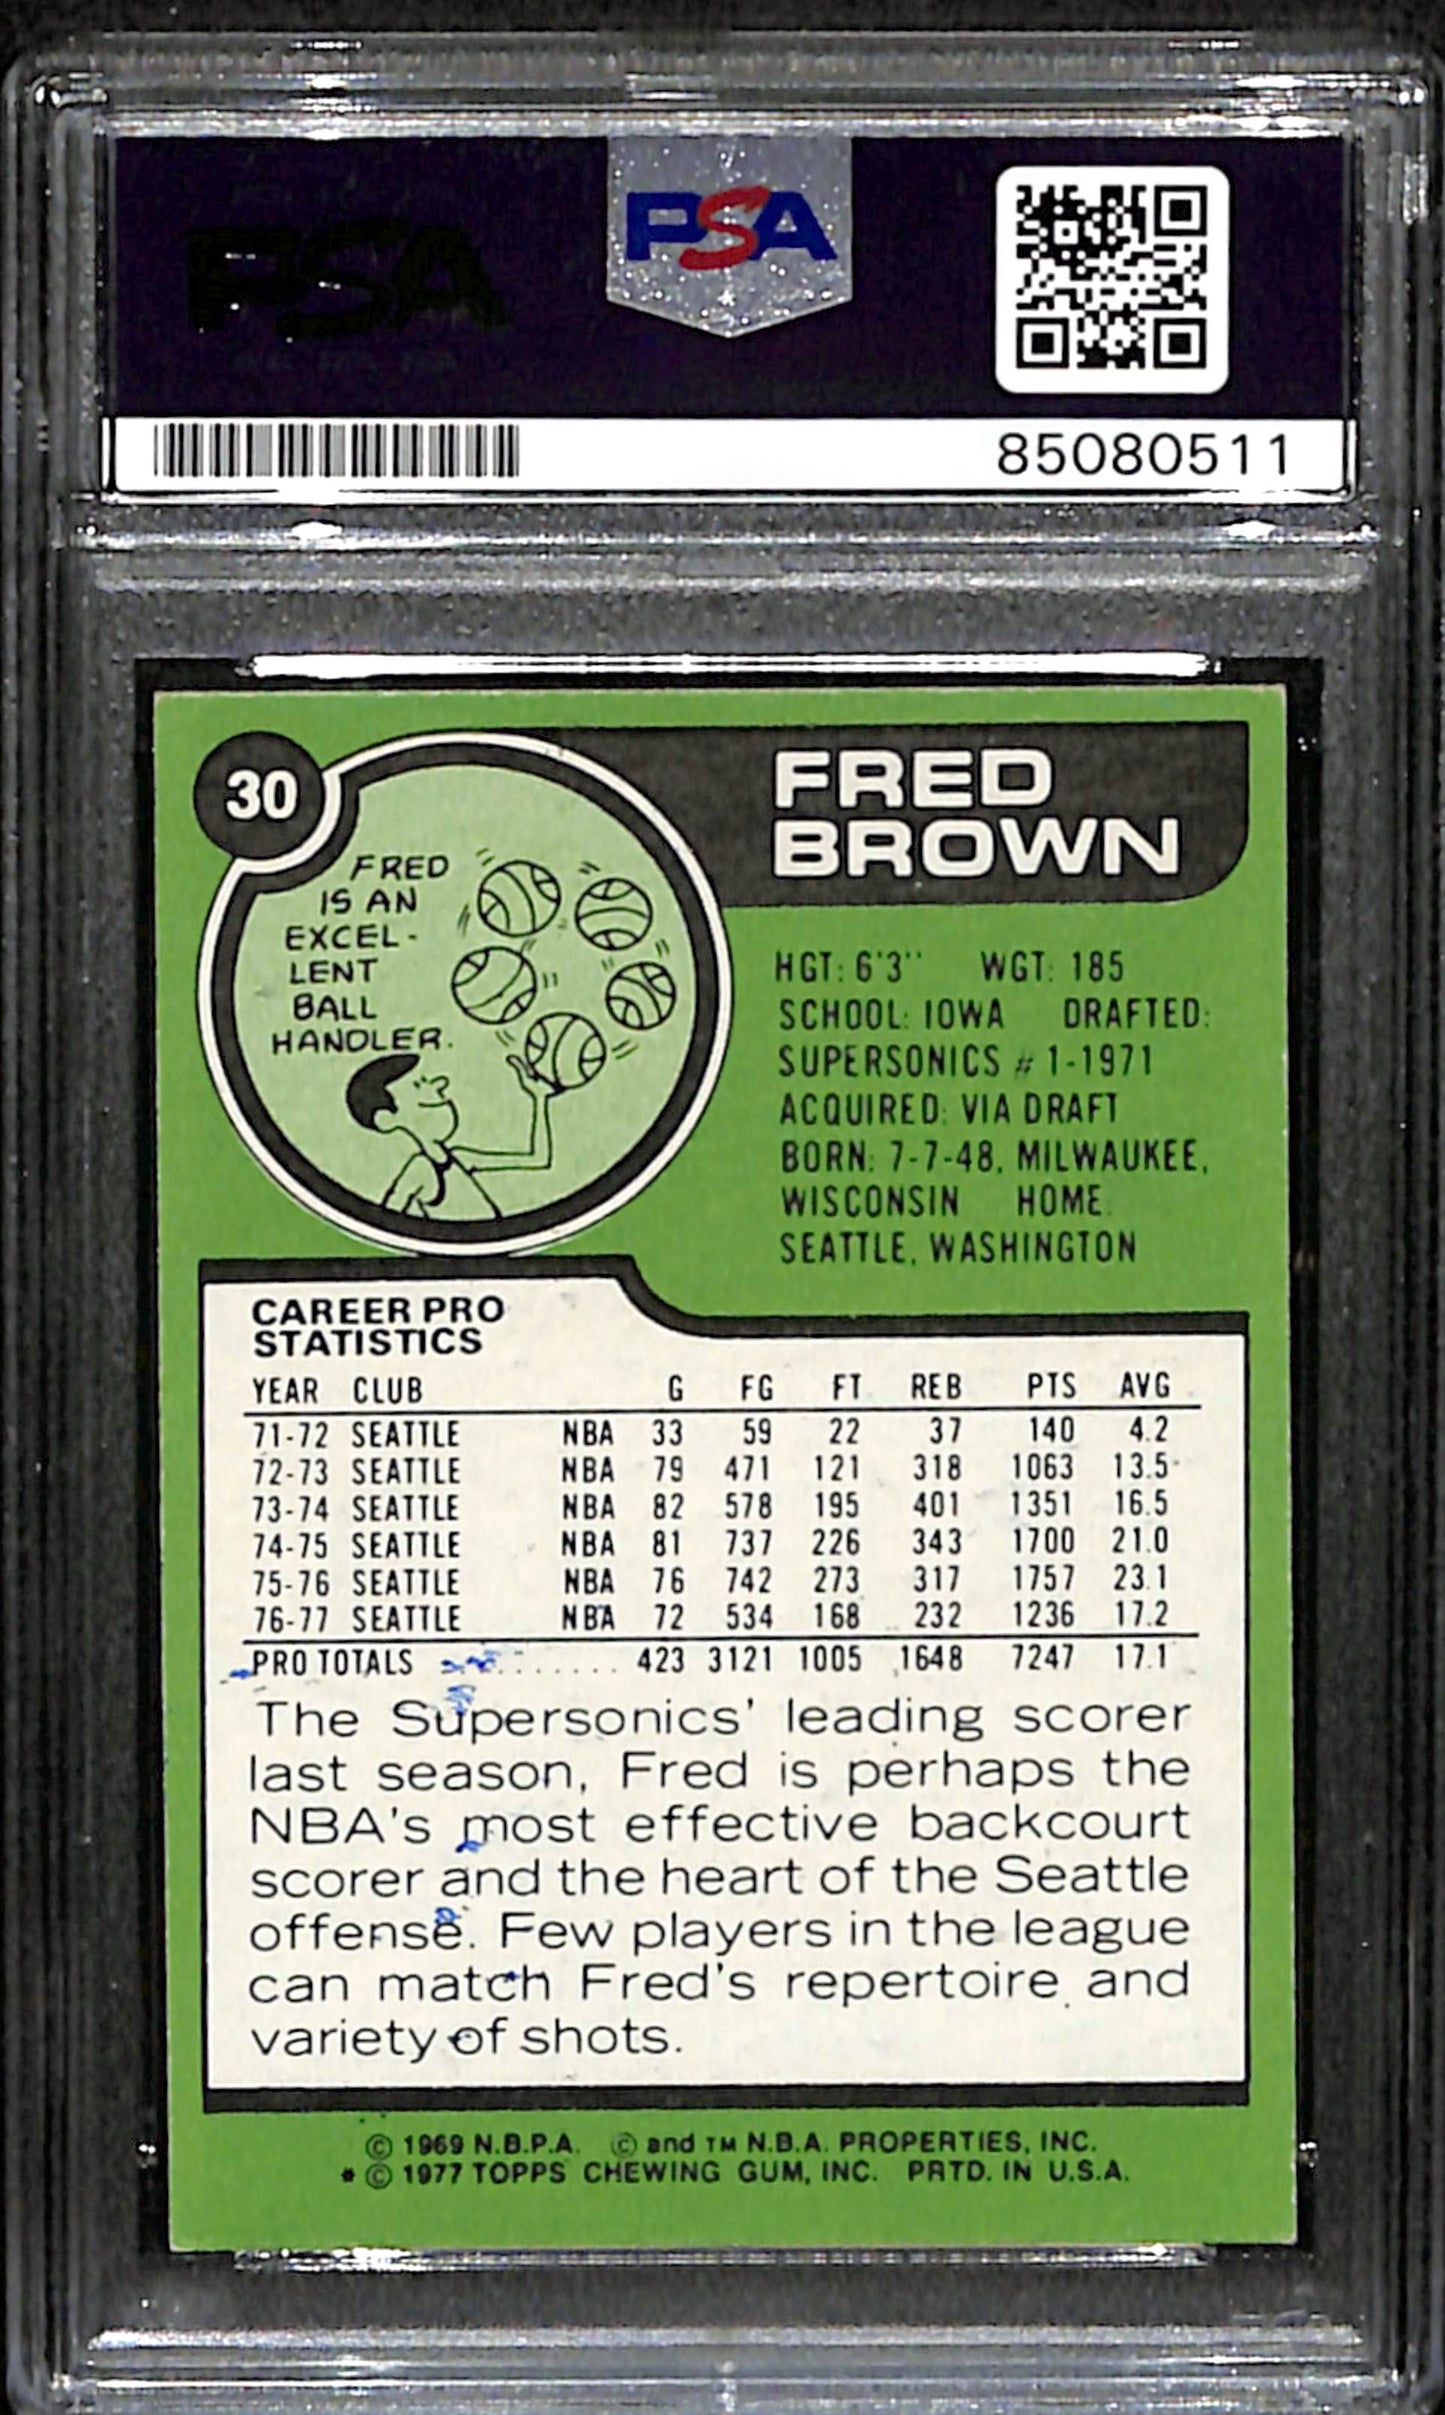 PSA
PSA
85080511
30
FRED
BROWN
FRED
IS AN
EXCEL-
LENT
BALL
HANDLER.
HGT: 6'3'' WGT: 185
SCHOOL: IOWA DRAFTED:
SUPERSONICS # 1-1971
ACQUIRED: VIA DRAFT
BORN: 7-7-48, MILWAUKEE,
WISCONSIN HOME:
SEATTLE, WASHINGTON
CAREER PRO
STATISTICS
YEAR CLUB G FG FT REB PTS AVG
71-72 SEATTLE NBA 33 59 22 37 140 4.2
72-73 SEATTLE NBA 79 471 121 318 1063 13.5
73-74 SEATTLE NBA 82 578 195 401 1351 16.5
74-75 SEATTLE NBA 81 737 226 343 1700 21.0
75-76 SEATTLE NBA 76 742 273 317 1757 23.1
76-77 SEATTLE NBA 72 534 168 232 1236 17.2
PRO TOTALS ........ 423 3121 1005 1648 7247 17.1
The Supersonics' leading scorer
last season, Fred is perhaps the
NBA's most effective backcourt
scorer and the heart of the Seattle
offense. Few players in the league
can match Fred's repertoire and
variety of shots.
© 1969 N.B.P.A. © and TM N.B.A. PROPERTIES, INC.
* © 1977 TOPPS CHEWING GUM, INC. PRTD. IN U.S.A.